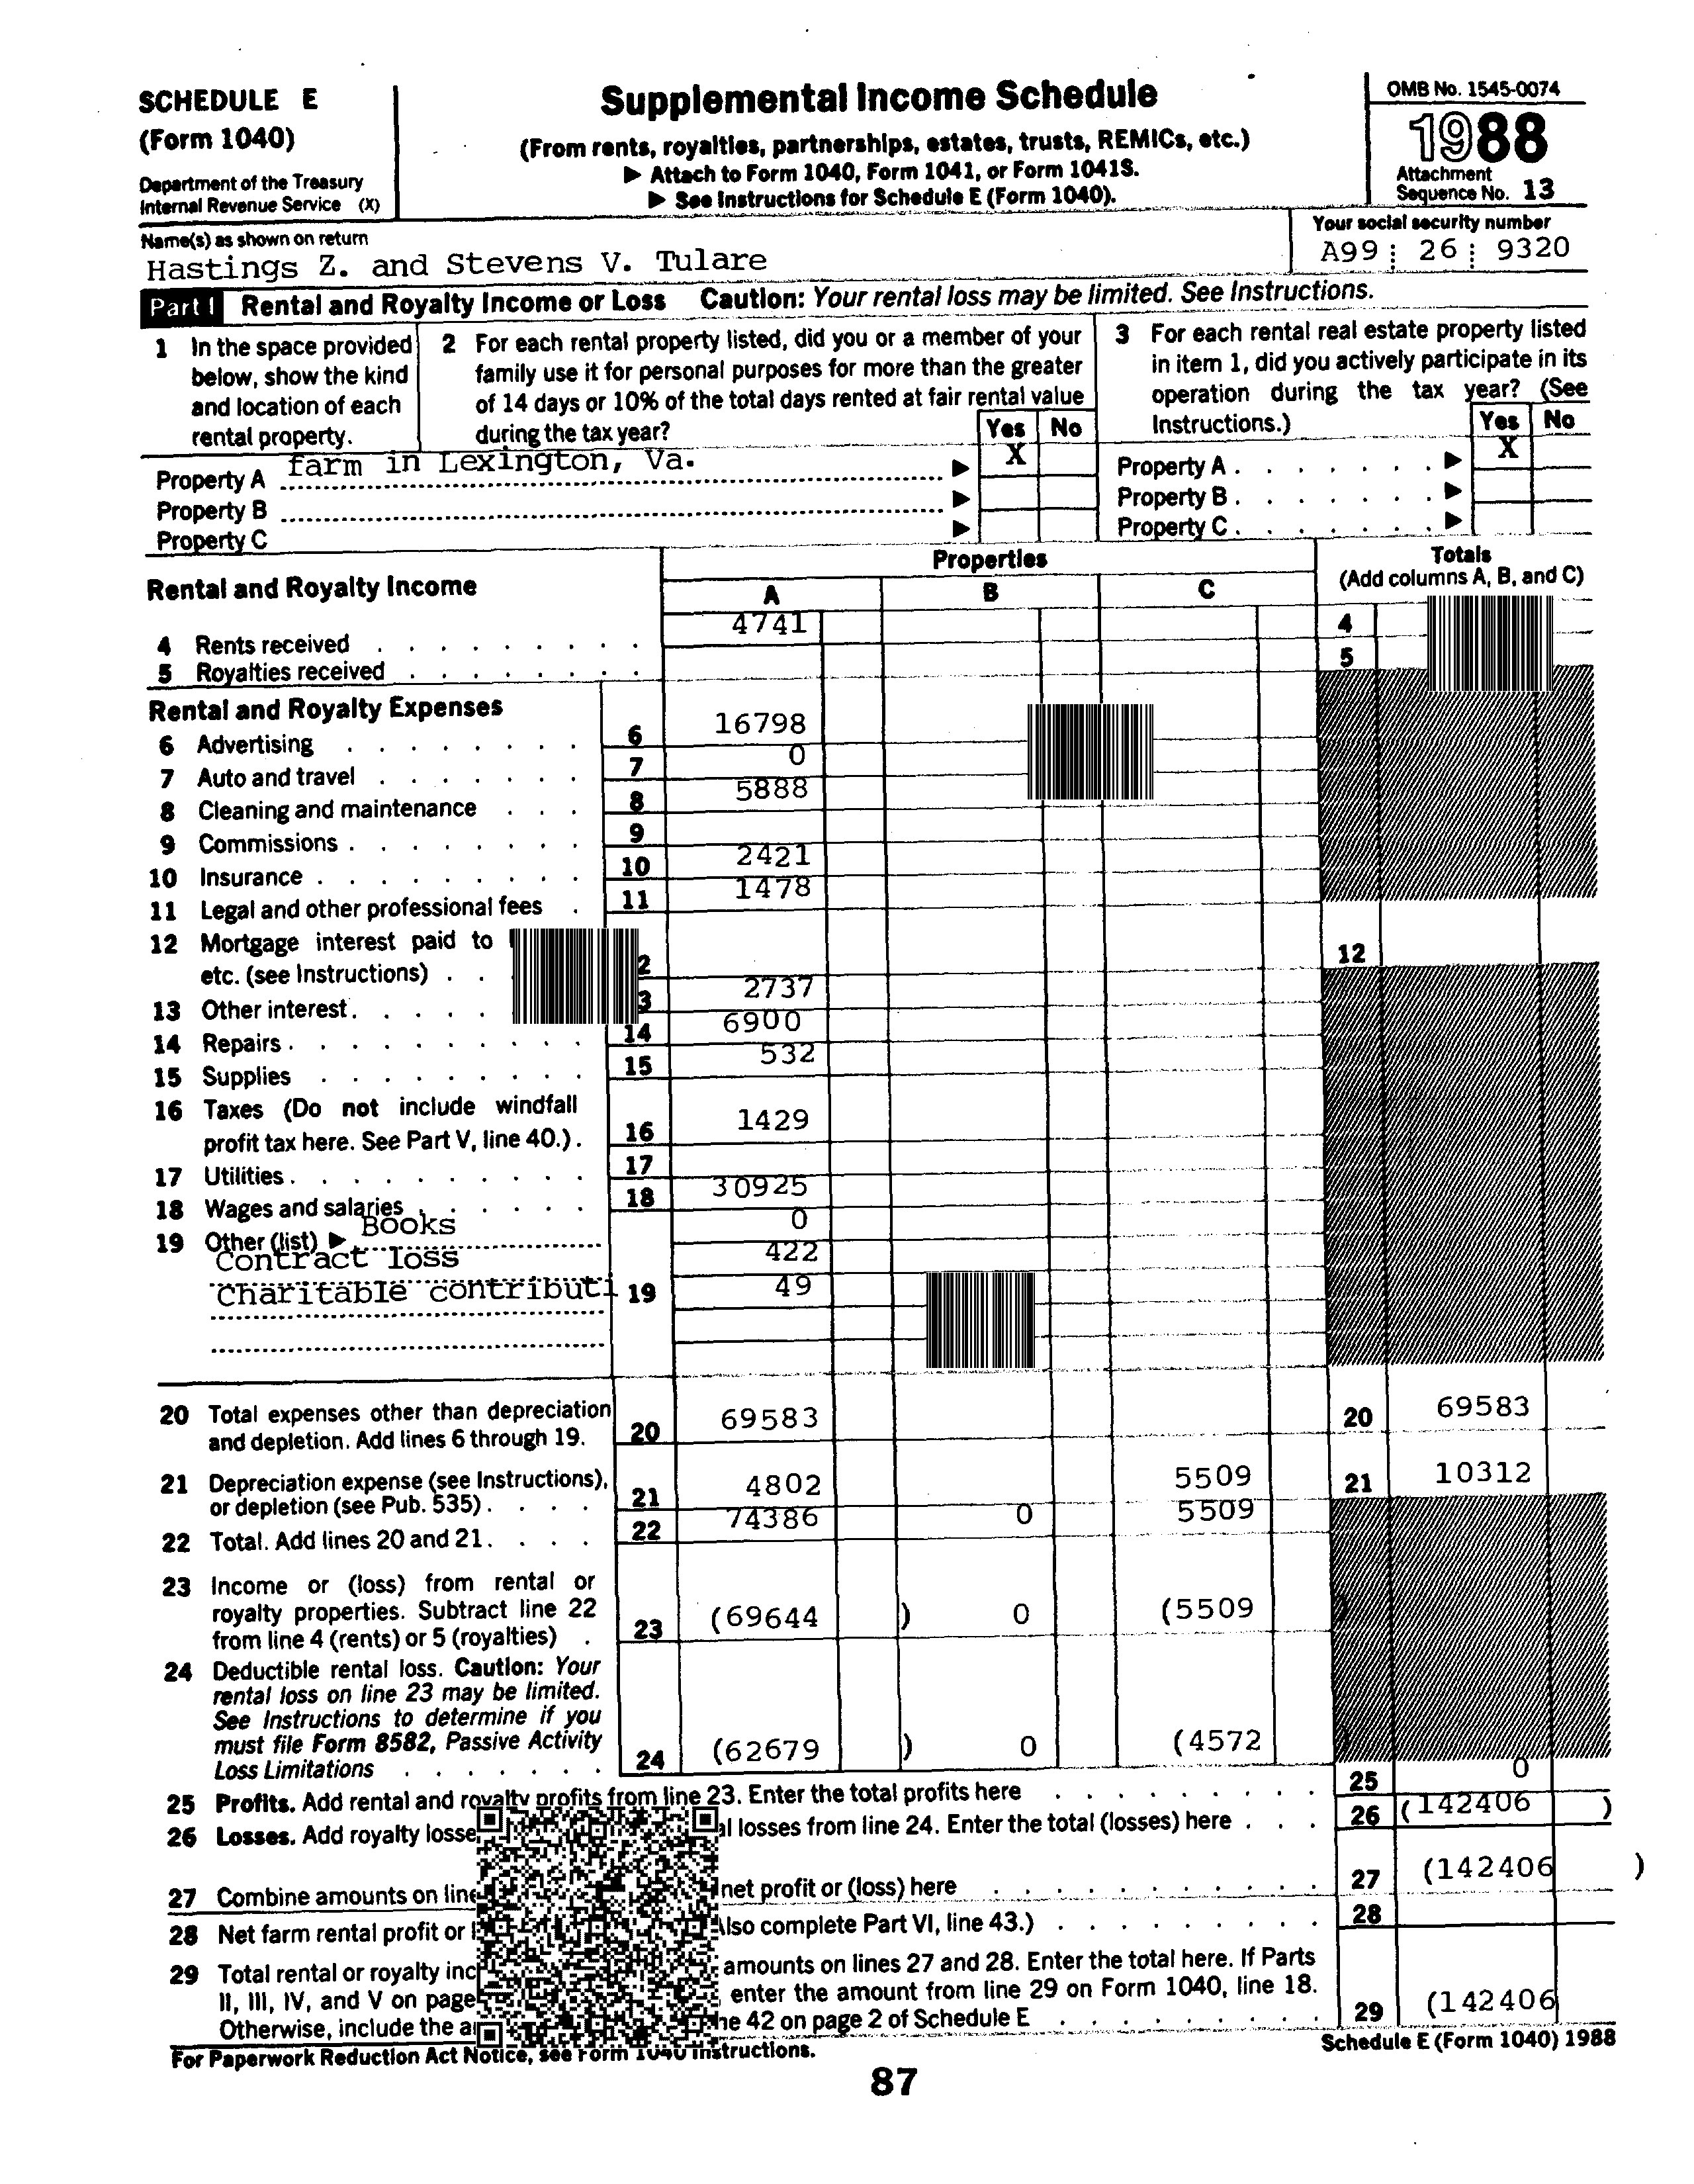 SCHEDULE E
(Form 1040)
Department of the Treasury
Internal Revenue Service (X)
Supplemental Income Schedule
(From rents, royalties, partnerships, estates, trusts, REMICs, etc.)
▶ Attach to Form 1040, Form 1041, or Form 1041S.
▶ See Instructions for Schedule E (Form 1040).
OMB No. 1545-0074
1988
Attachment
Sequence No. 13
Name(s) as shown on return
Hastings Z. and Stevens V. Tulare
Your social security number
A99 26 9320
Part I Rental and Royalty Income or Loss Caution: Your rental loss may be limited. See Instructions.
1 In the space provided
below, show the kind
and location of each
rental property.
2 For each rental property listed, did you or a member of your
family use it for personal purposes for more than the greater
of 14 days or 10% of the total days rented at fair rental value
during the tax year? Yes No
3 For each rental real estate property listed
in item 1, did you actively participate in its
operation during the tax year? (See
Instructions.) Yes No
Property A farm in Lexington, Va. ▶ X Property A ▶ X
Property B ▶ Property B ▶
Property C ▶ Property C ▶
Rental and Royalty Income
Properties
A B C
Totals
(Add columns A, B, and C)
4 Rents received 4741 4
5 Royalties received 5
Rental and Royalty Expenses
6 Advertising 6 16798
7 Auto and travel 7 0
8 Cleaning and maintenance 8 5888
9 Commissions 9
10 Insurance 10 2421
11 Legal and other professional fees 11 1478
12 Mortgage interest paid to
etc. (see Instructions) 2 12
13 Other interest 3 2737
14 Repairs 14 6900
15 Supplies 15 532
16 Taxes (Do not include windfall
profit tax here. See Part V, line 40.) 16 1429
17 Utilities 17
18 Wages and salaries 18 30925
19 Other (list) ▶ Books 0
Contract loss 422
Charitable contributi 19 49
20 Total expenses other than depreciation
and depletion. Add lines 6 through 19. 20 69583 20 69583
21 Depreciation expense (see Instructions),
or depletion (see Pub. 535) 21 4802 5509 21 10312
22 Total. Add lines 20 and 21. 22 74386 0 5509
23 Income or (loss) from rental or
royalty properties. Subtract line 22
from line 4 (rents) or 5 (royalties) 23 (69644 ) 0 (5509 )
24 Deductible rental loss. Caution: Your
rental loss on line 23 may be limited.
See Instructions to determine if you
must file Form 8582, Passive Activity
Loss Limitations 24 (62679 ) 0 (4572 )
25 Profits. Add rental and royalty profits from line 23. Enter the total profits here 25 0
26 Losses. Add royalty losse al losses from line 24. Enter the total (losses) here 26 (142406 )
27 Combine amounts on line net profit or (loss) here 27 (142406 )
28 Net farm rental profit or l Also complete Part VI, line 43.) 28
29 Total rental or royalty inc amounts on lines 27 and 28. Enter the total here. If Parts
II, III, IV, and V on page enter the amount from line 29 on Form 1040, line 18.
Otherwise, include the a ne 42 on page 2 of Schedule E 29 (142406
For Paperwork Reduction Act Notice, see Form 1040 Instructions.
Schedule E (Form 1040) 1988
87